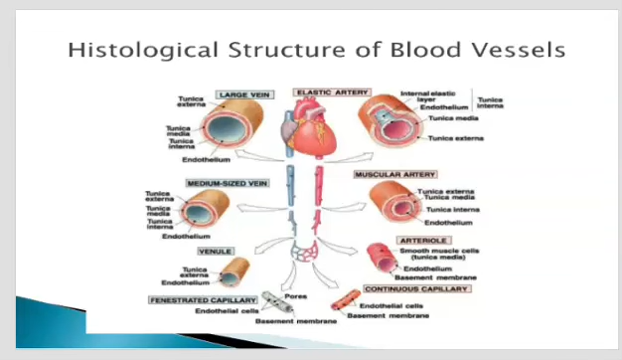 Histological Structure of Blood Vessels
LARGE VEIN
Tunica
externa
Tunica
media
Tunica
interna
Endothelium
ELASTIC ARTERY
Internal elastic
layer
Endothelium
Tunica
interna
Tunica media
Tunica externa
MEDIUM-SIZED VEIN
Tunica
externa
Tunica
media
Tunica
interna
Endothelium
MUSCULAR ARTERY
Tunica externa
Tunica media
Tunica interna
Endothelium
VENULE
Tunica
externa
Endothelium
ARTERIOLE
Smooth muscle cells
(tunica media)
Endothelium
Basement membrane
FENESTRATED CAPILLARY
Pores
Endothelial cells
Basement membrane
CONTINUOUS CAPILLARY
Endothelial cells
Basement membrane